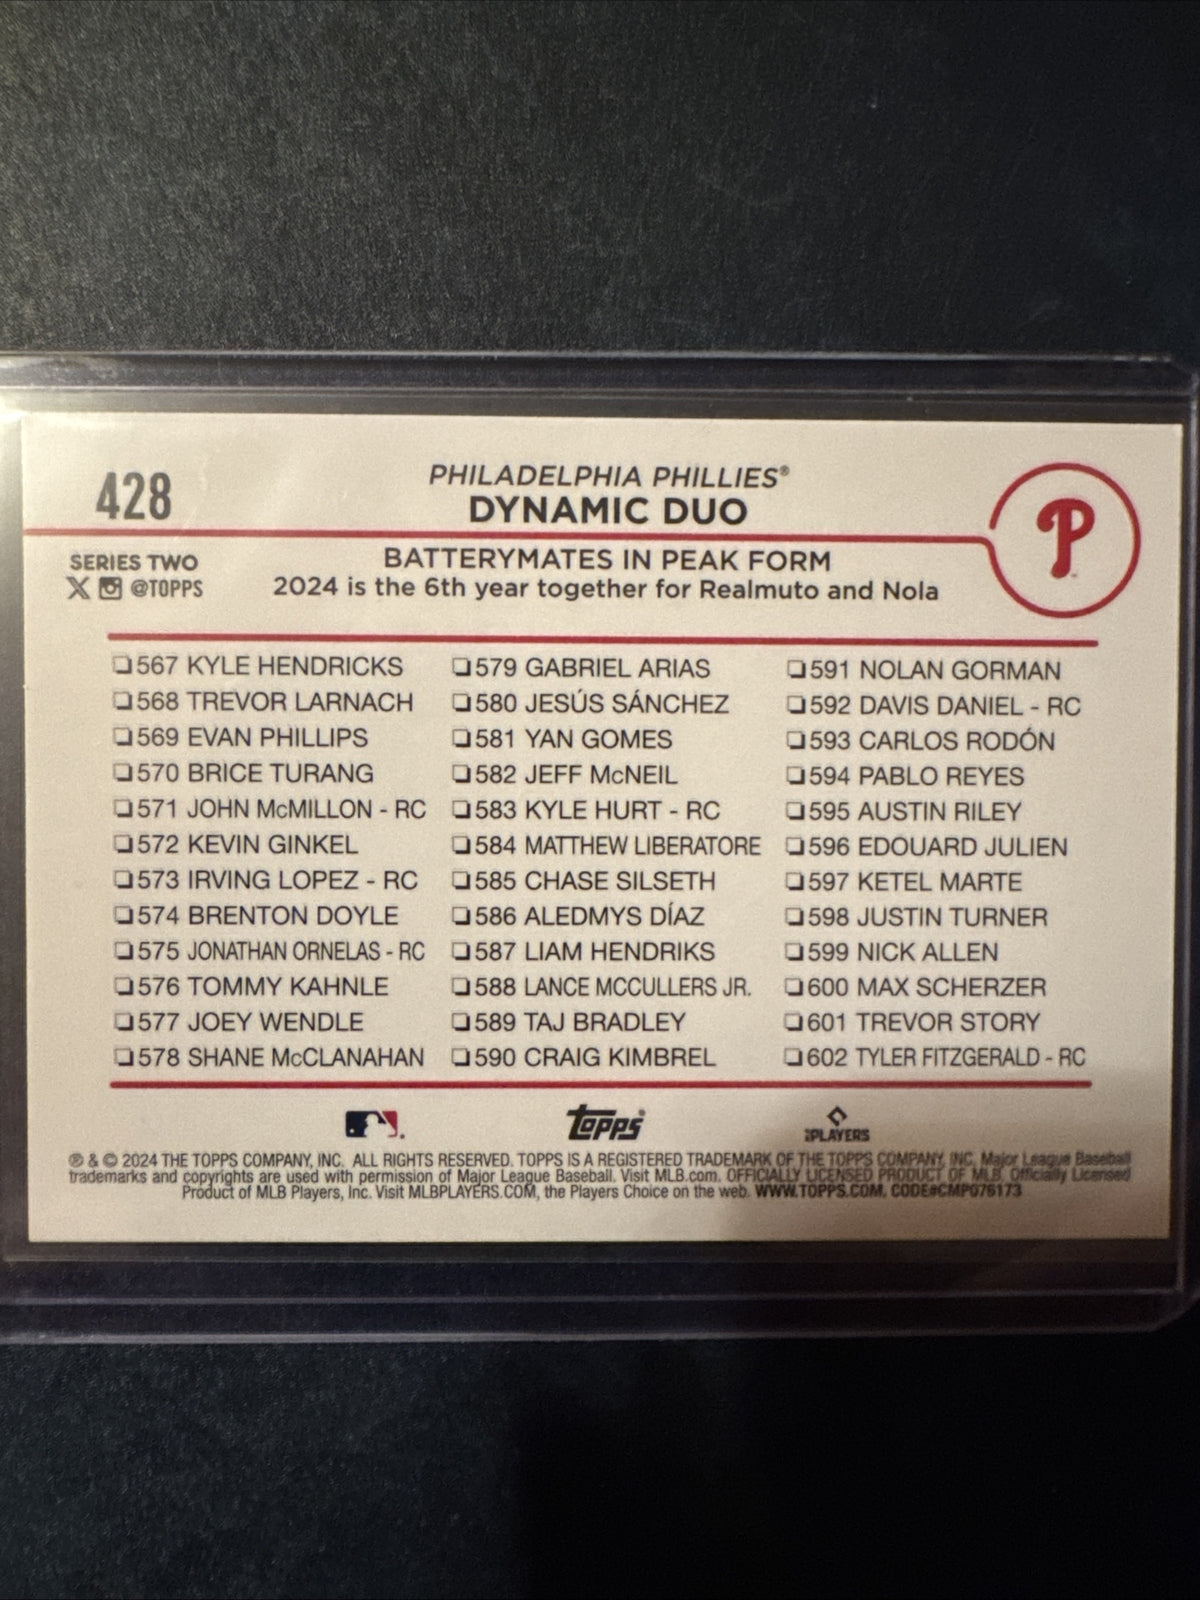 428
PHILADELPHIA PHILLIES®
DYNAMIC DUO
P
SERIES TWO
@TOPPS
BATTERYMATES IN PEAK FORM
2024 is the 6th year together for Realmuto and Nola
567 KYLE HENDRICKS
568 TREVOR LARNACH
569 EVAN PHILLIPS
570 BRICE TURANG
571 JOHN McMILLON - RC
572 KEVIN GINKEL
573 IRVING LOPEZ - RC
574 BRENTON DOYLE
575 JONATHAN ORNELAS - RC
576 TOMMY KAHNLE
577 JOEY WENDLE
578 SHANE McCLANAHAN
579 GABRIEL ARIAS
580 JESÚS SÁNCHEZ
581 YAN GOMES
582 JEFF McNEIL
583 KYLE HURT - RC
584 MATTHEW LIBERATORE
585 CHASE SILSETH
586 ALEDMYS DÍAZ
587 LIAM HENDRIKS
588 LANCE MCCULLERS JR.
589 TAJ BRADLEY
590 CRAIG KIMBREL
591 NOLAN GORMAN
592 DAVIS DANIEL - RC
593 CARLOS RODÓN
594 PABLO REYES
595 AUSTIN RILEY
596 EDOUARD JULIEN
597 KETEL MARTE
598 JUSTIN TURNER
599 NICK ALLEN
600 MAX SCHERZER
601 TREVOR STORY
602 TYLER FITZGERALD - RC
topps®
PLAYERS
® & © 2024 THE TOPPS COMPANY, INC. ALL RIGHTS RESERVED. TOPPS IS A REGISTERED TRADEMARK OF THE TOPPS COMPANY, INC. Major League Baseball
trademarks and copyrights are used with permission of Major League Baseball. Visit MLB.com. OFFICIALLY LICENSED PRODUCT OF MLB Officially Licensed
Product of MLB Players, Inc. Visit MLBPLAYERS.COM, the Players Choice on the web. WWW.TOPPS.COM. CODE#CMP076173